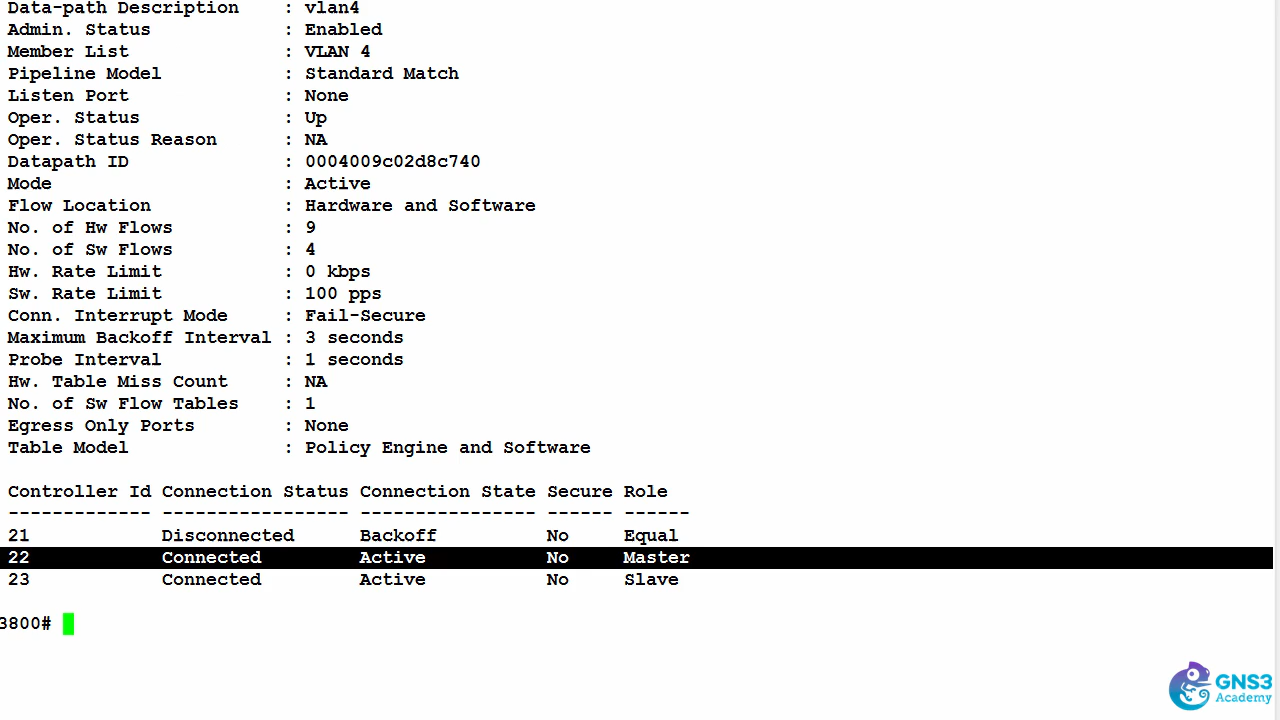 Data-path Description    : vlan4
Admin. Status            : Enabled
Member List              : VLAN 4
Pipeline Model           : Standard Match
Listen Port              : None
Oper. Status             : Up
Oper. Status Reason      : NA
Datapath ID              : 0004009c02d8c740
Mode                     : Active
Flow Location            : Hardware and Software
No. of Hw Flows          : 9
No. of Sw Flows          : 4
Hw. Rate Limit           : 0 kbps
Sw. Rate Limit           : 100 pps
Conn. Interrupt Mode     : Fail-Secure
Maximum Backoff Interval : 3 seconds
Probe Interval           : 1 seconds
Hw. Table Miss Count     : NA
No. of Sw Flow Tables    : 1
Egress Only Ports        : None
Table Model              : Policy Engine and Software
Controller Id Connection Status Connection State Secure Role
------------- ----------------- ---------------- ------ ------
21            Disconnected      Backoff          No     Equal
22            Connected         Active           No     Master
23            Connected         Active           No     Slave
3800#
GNS3
Academy